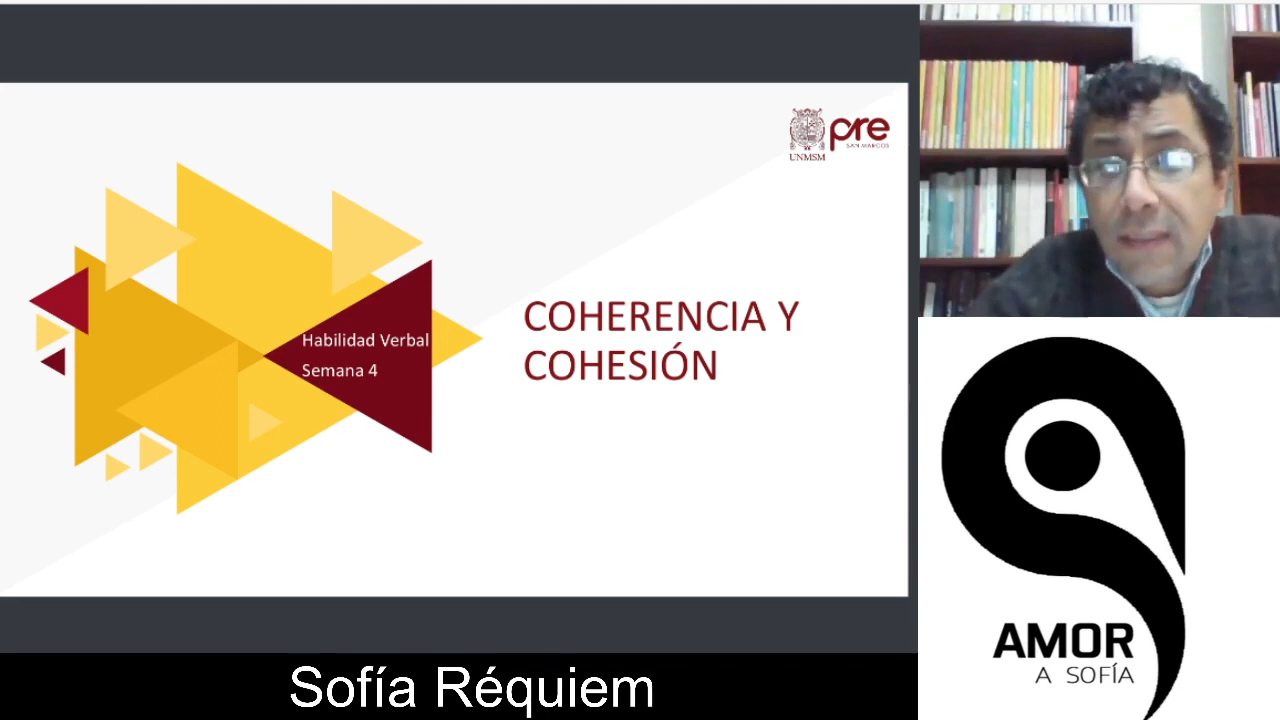 UNMSM
pre
SAN MARCOS
Habilidad Verbal
Semana 4
COHERENCIA Y
COHESIÓN
AMOR
A SOFÍA
Sofía Réquiem